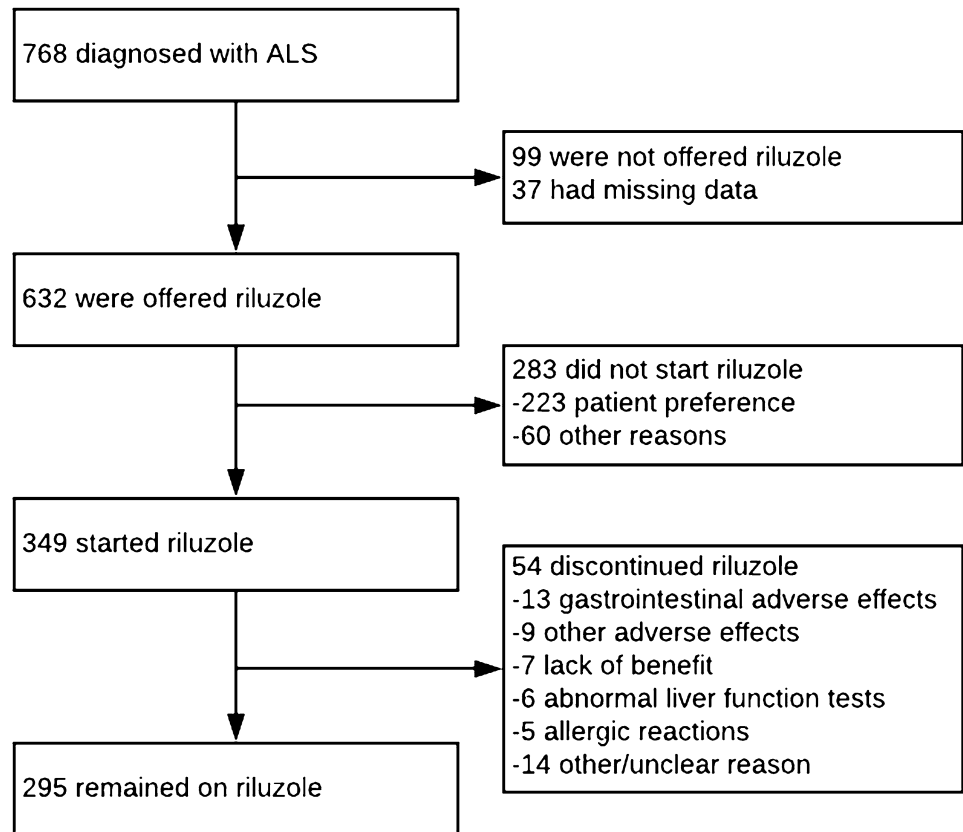 768 diagnosed with ALS
99 were not offered riluzole
37 had missing data
632 were offered riluzole
283 did not start riluzole
-223 patient preference
-60 other reasons
349 started riluzole
54 discontinued riluzole
-13 gastrointestinal adverse effects
-9 other adverse effects
-7 lack of benefit
-6 abnormal liver function tests
-5 allergic reactions
-14 other/unclear reason
295 remained on riluzole